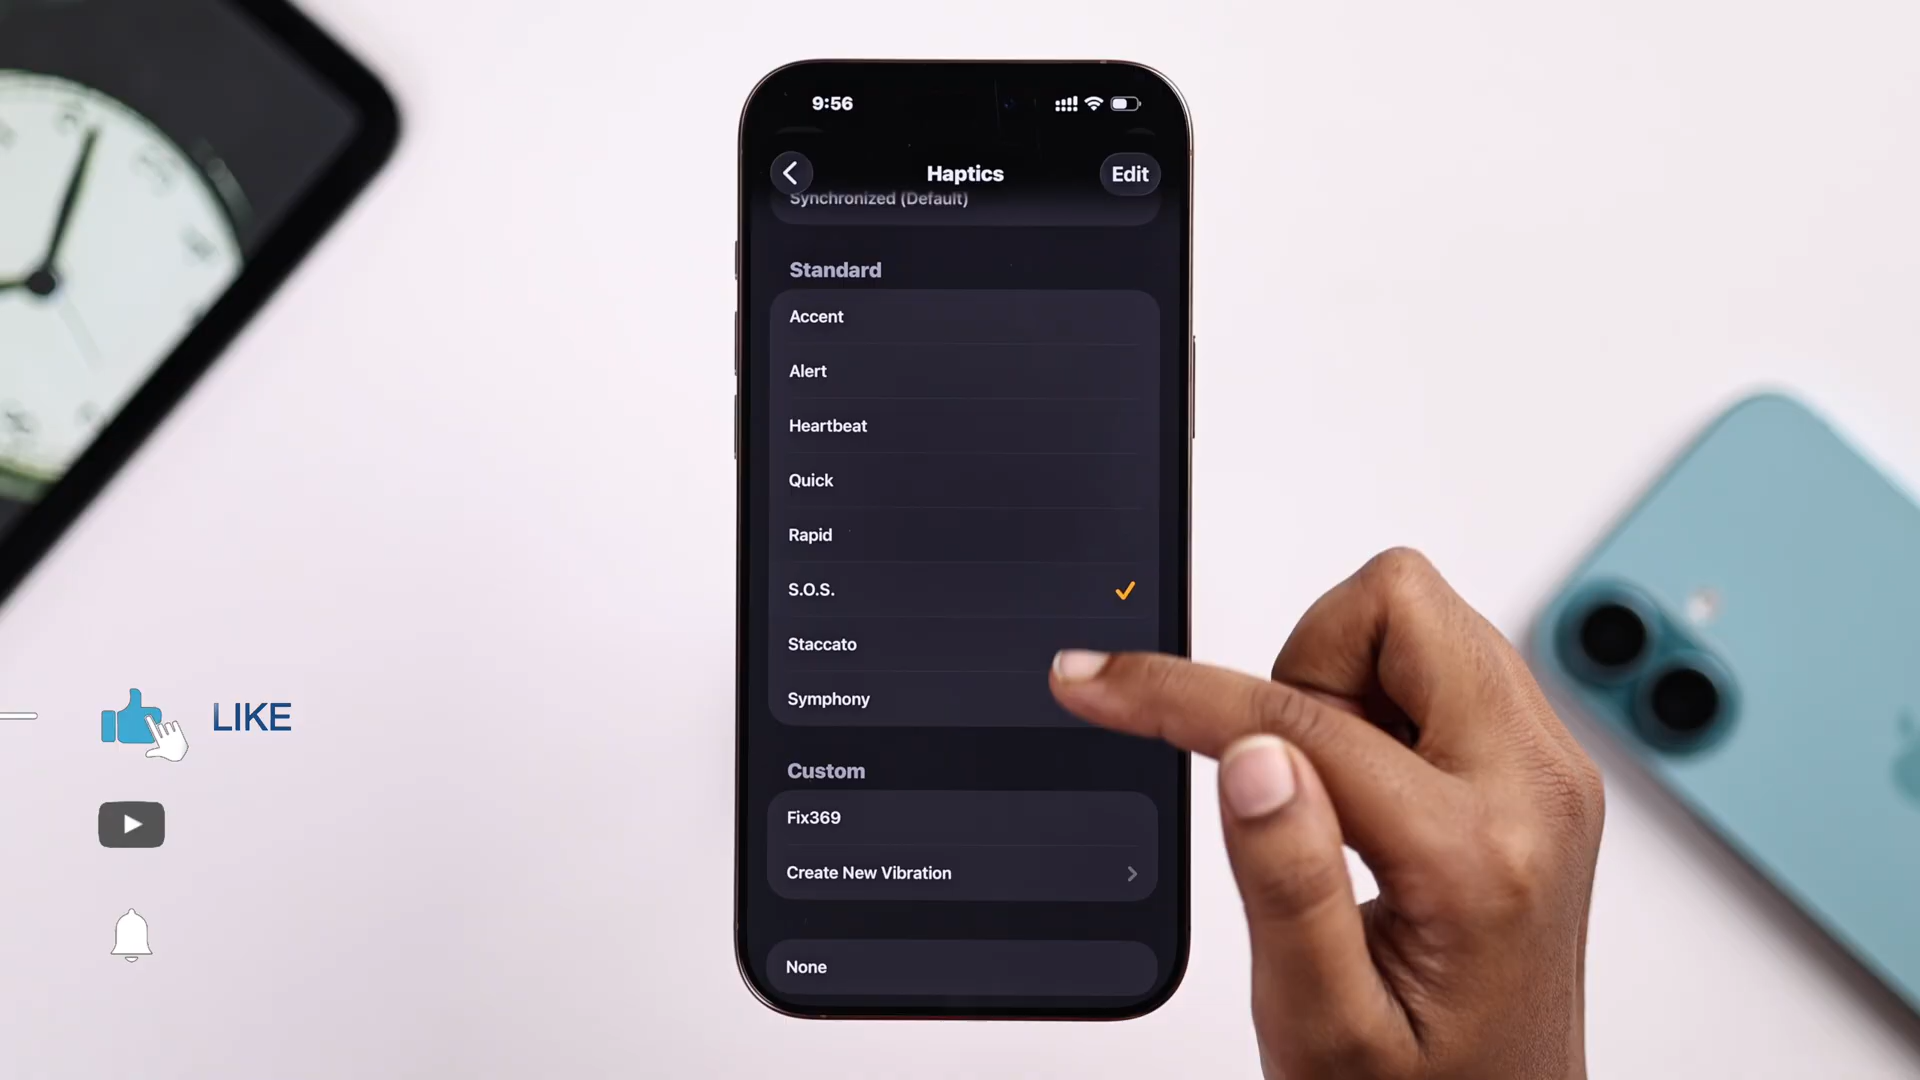 9:56
Haptics
Edit
Synchronized (Default)
Standard
Accent
Alert
Heartbeat
Quick
Rapid
S.O.S.
Staccato
Symphony
LIKE
Custom
Fix369
Create New Vibration
None